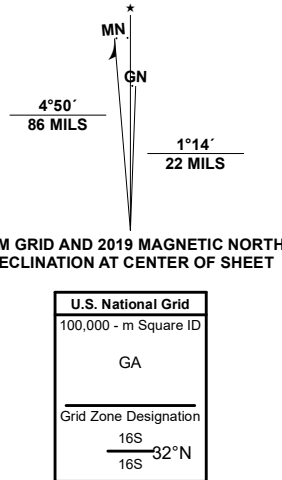 MN
GN
4°50´
86 MILS
1°14´
22 MILS
M GRID AND 2019 MAGNETIC NORTH
ECLINATION AT CENTER OF SHEET
U.S. National Grid
100,000 - m Square ID
GA
Grid Zone Designation
16S
32°N
16S